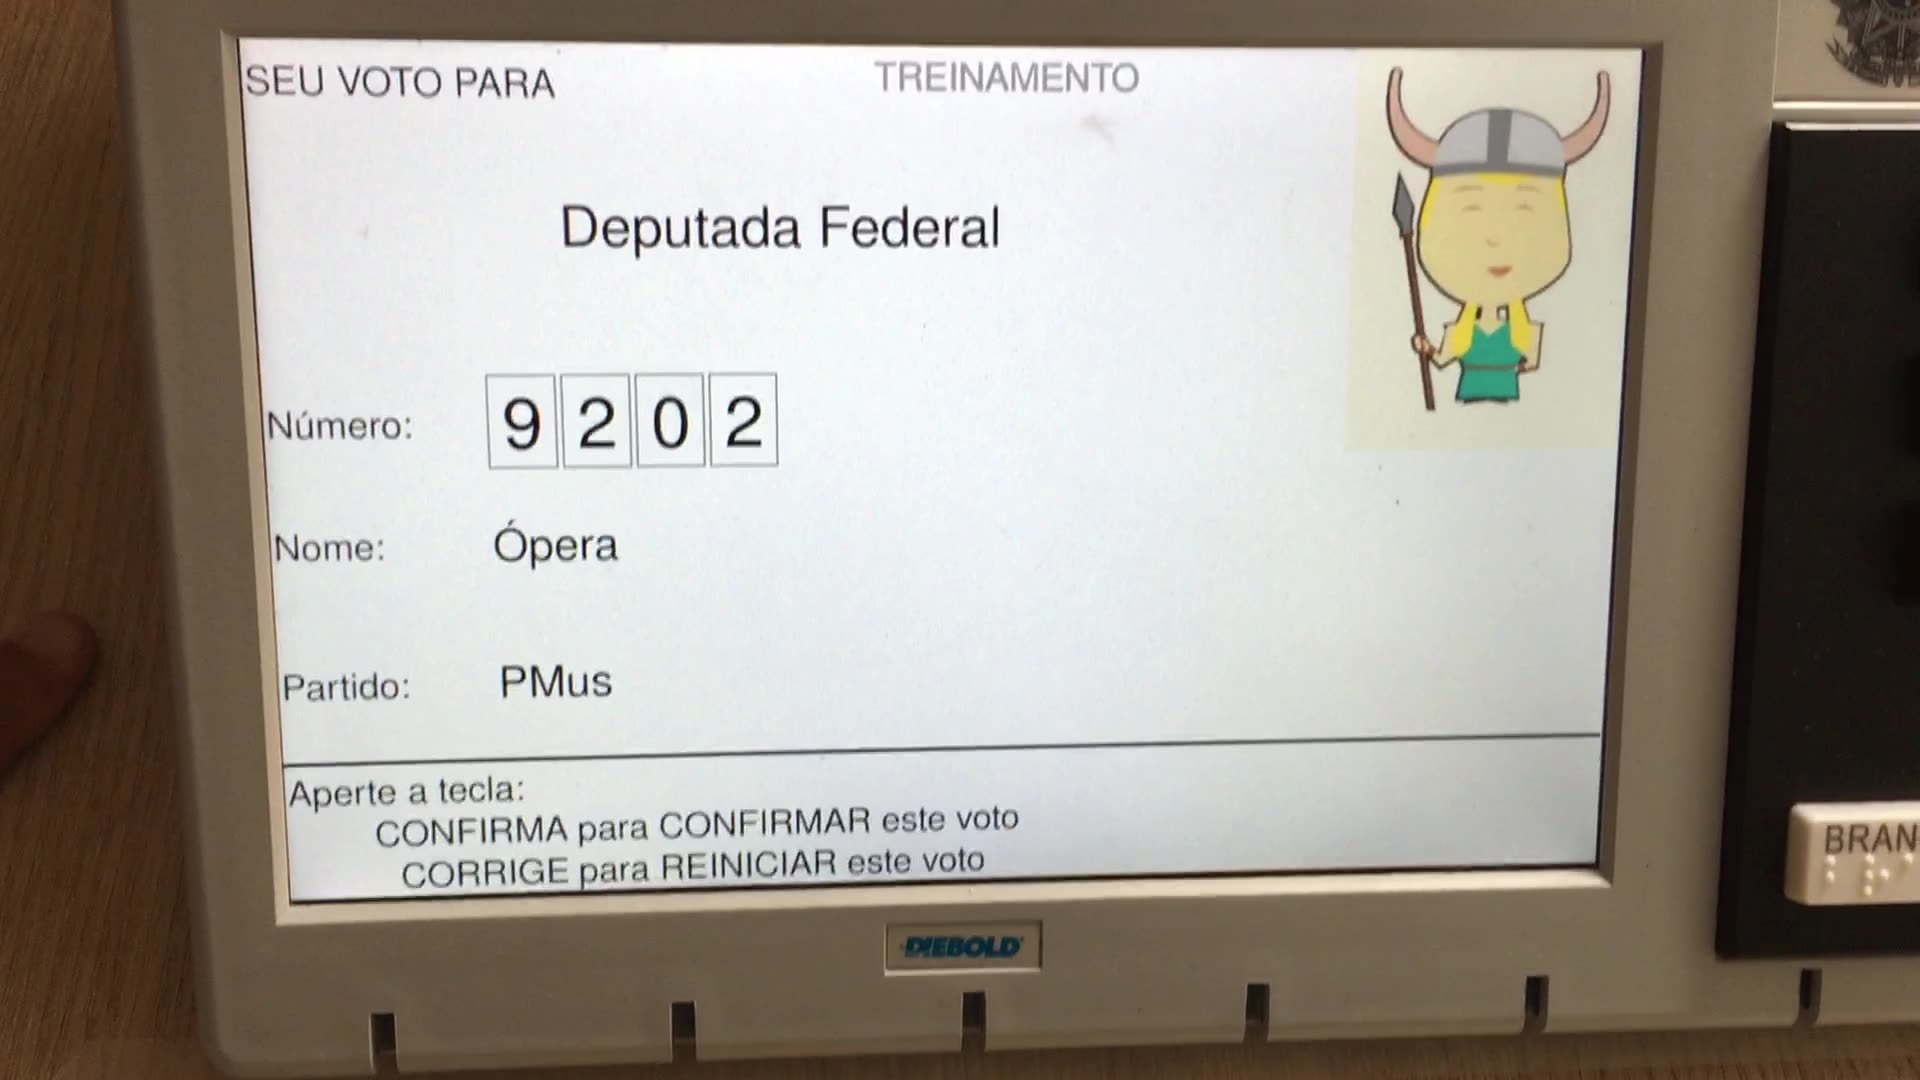 SEU VOTO PARA
TREINAMENTO
Deputada Federal
Número: 9 2 0 2
Nome: Ópera
Partido: PMus
Aperte a tecla:
CONFIRMA para CONFIRMAR este voto
CORRIGE para REINICIAR este voto
DIEBOLD
BRAN